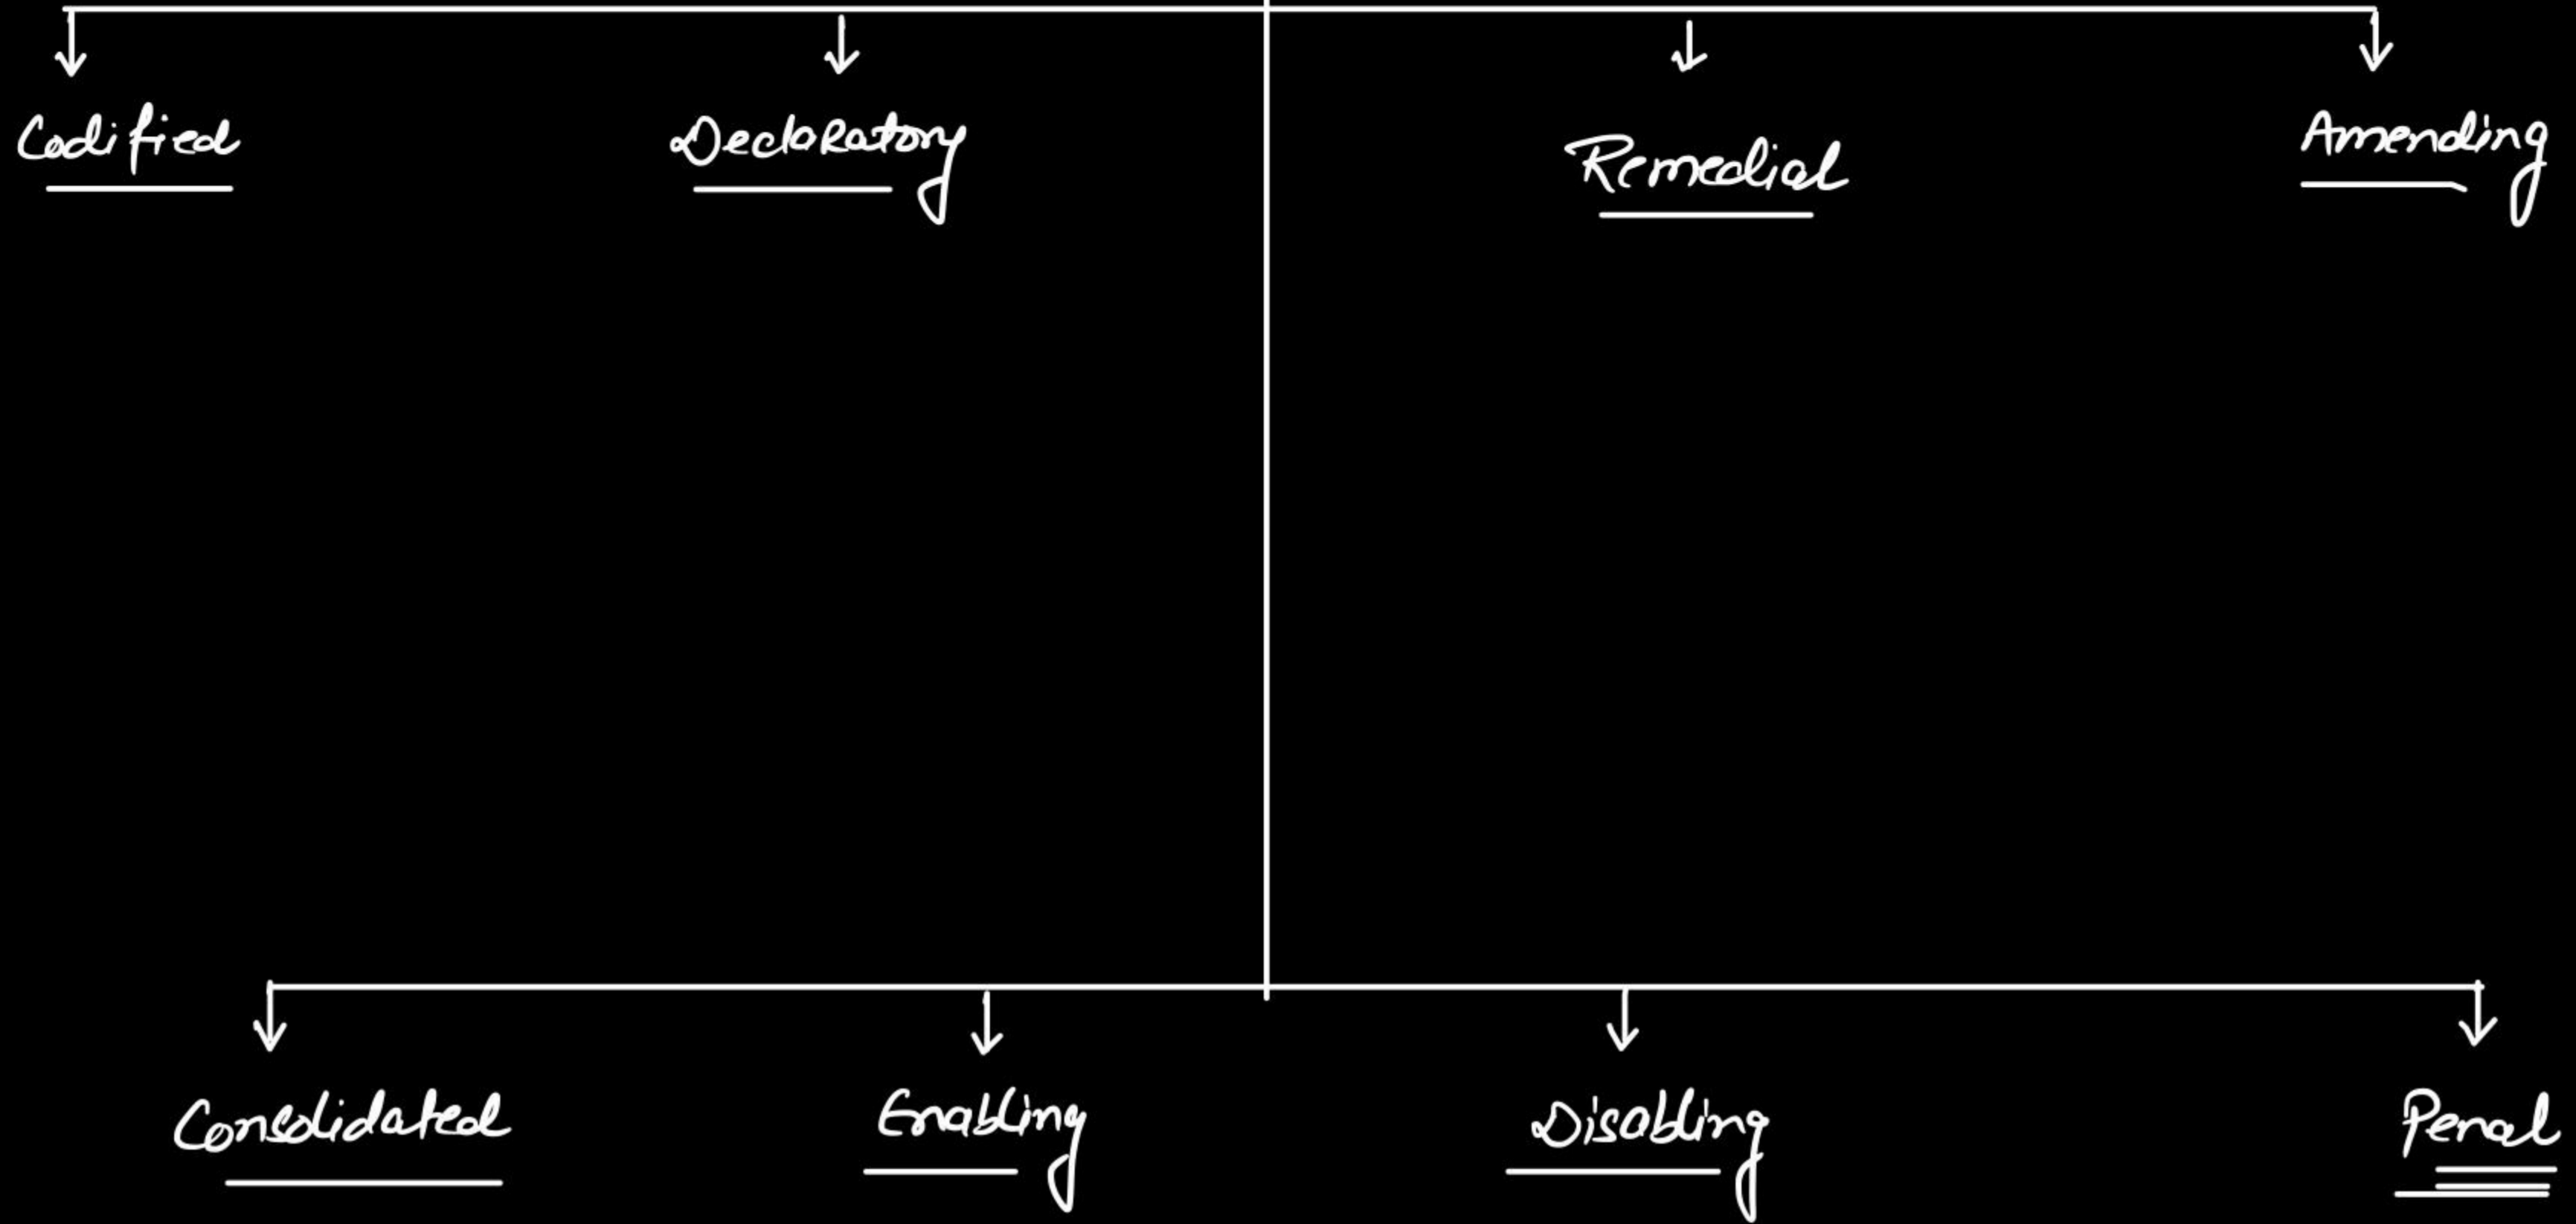 Codified Declaratory Remedial Amending
Consolidated Enabling Disabling Penal